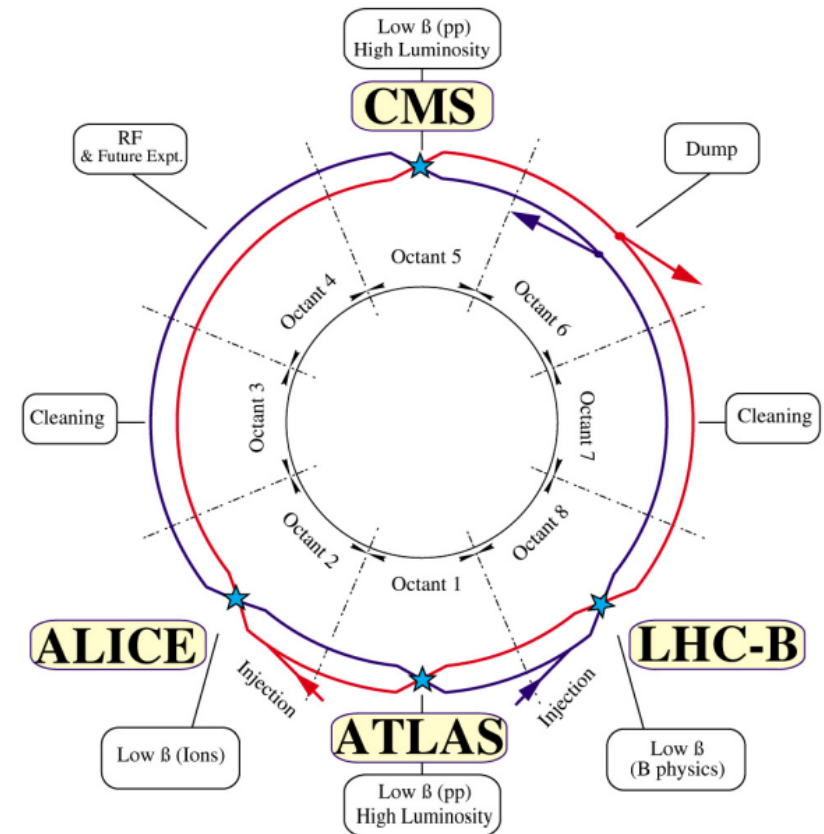 Low ß (pp)
High Luminosity
CMS
RF
& Future Expt.
Dump
Octant 5
Octant 4
Octant 6
Cleaning
Octant 3
Octant 7
Cleaning
Octant 2
Octant 8
Octant 1
ALICE
LHC-B
Injection
Injection
ATLAS
Low ß (Ions)
Low ß
(B physics)
Low ß (pp)
High Luminosity